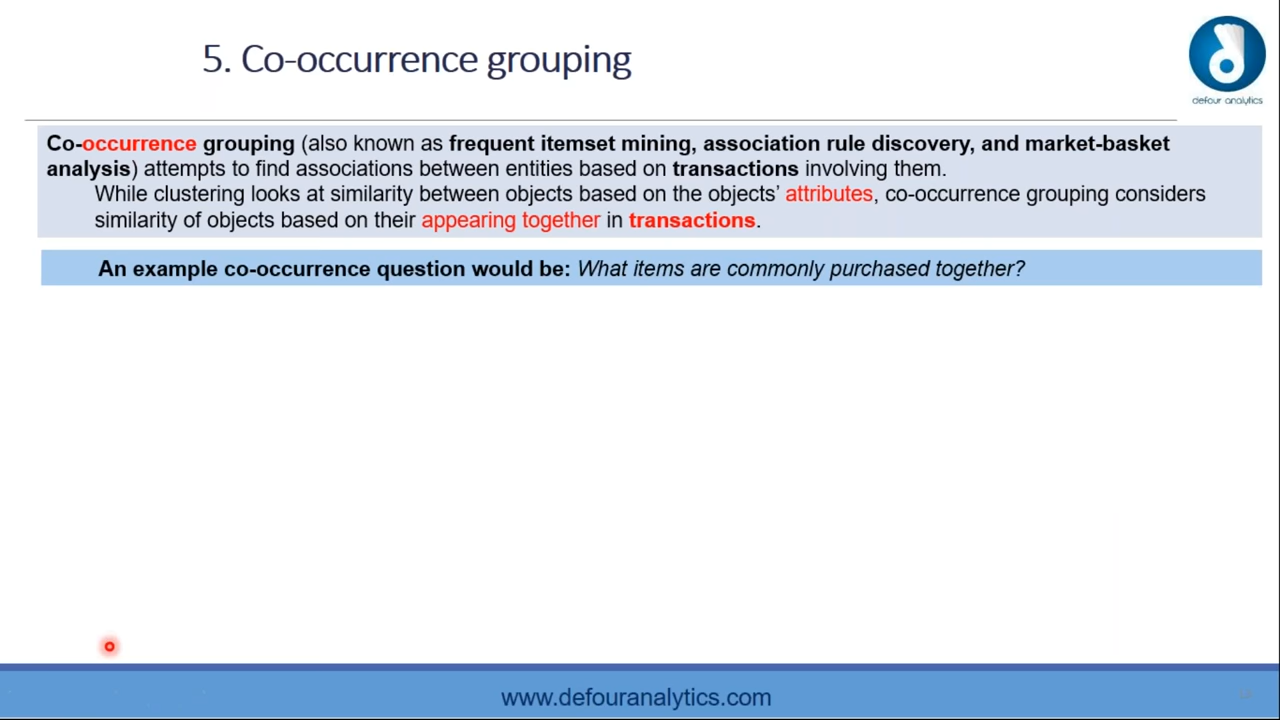 5. Co-occurrence grouping
defour analytics
Co-occurrence grouping (also known as frequent itemset mining, association rule discovery, and market-basket
analysis) attempts to find associations between entities based on transactions involving them.
While clustering looks at similarity between objects based on the objects’ attributes, co-occurrence grouping considers
similarity of objects based on their appearing together in transactions.
An example co-occurrence question would be: What items are commonly purchased together?
www.defouranalytics.com